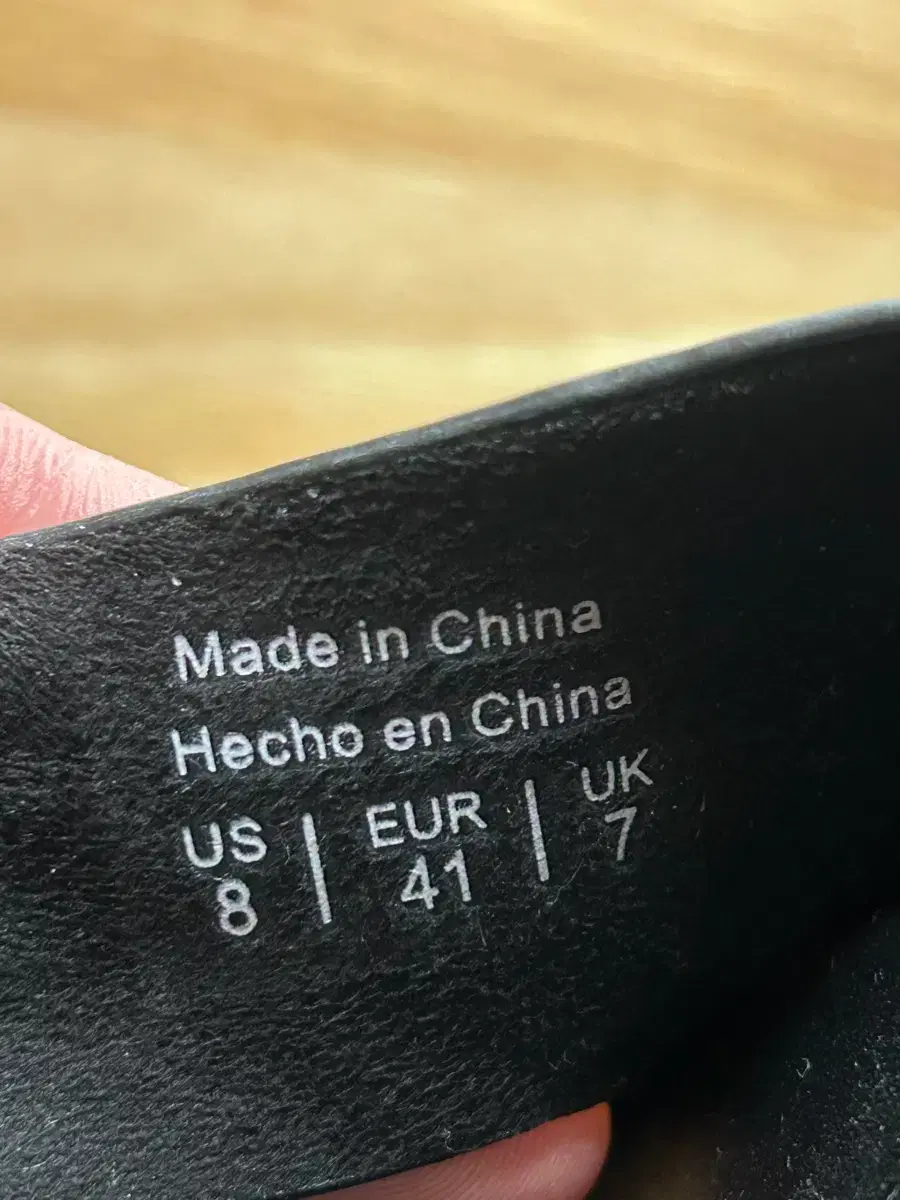 Made in China
Hecho en China
US | EUR | UK
8 | 41 | 7